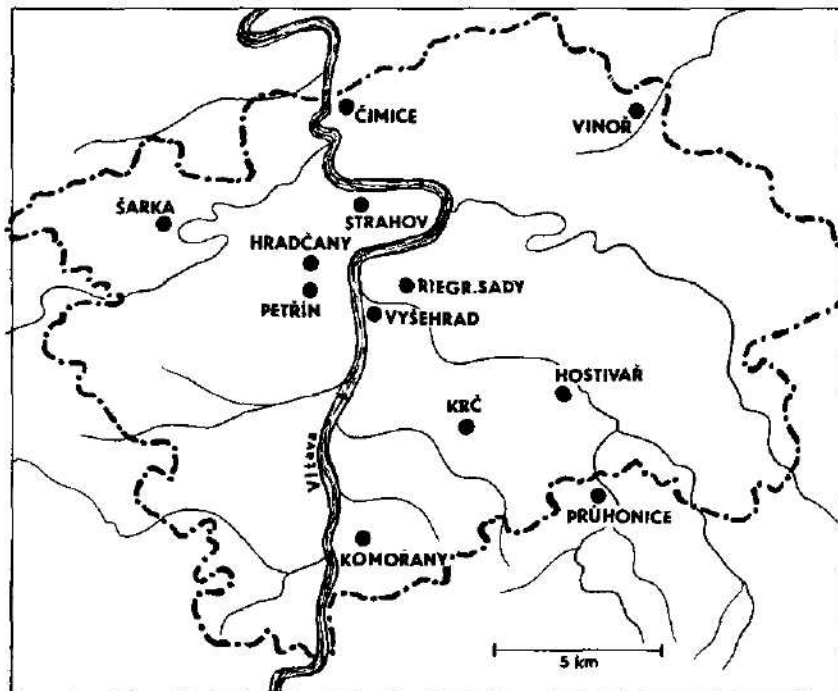 ČIMICE
VINOŘ
ŠARKA
STRAHOV
HRADČANY
RIEGR. SADY
PETŘÍN
VYŠEHRAD
HOSTIVAŘ
KRČ
Vltava
PRŮHONICE
KOMOŘANY
5 km